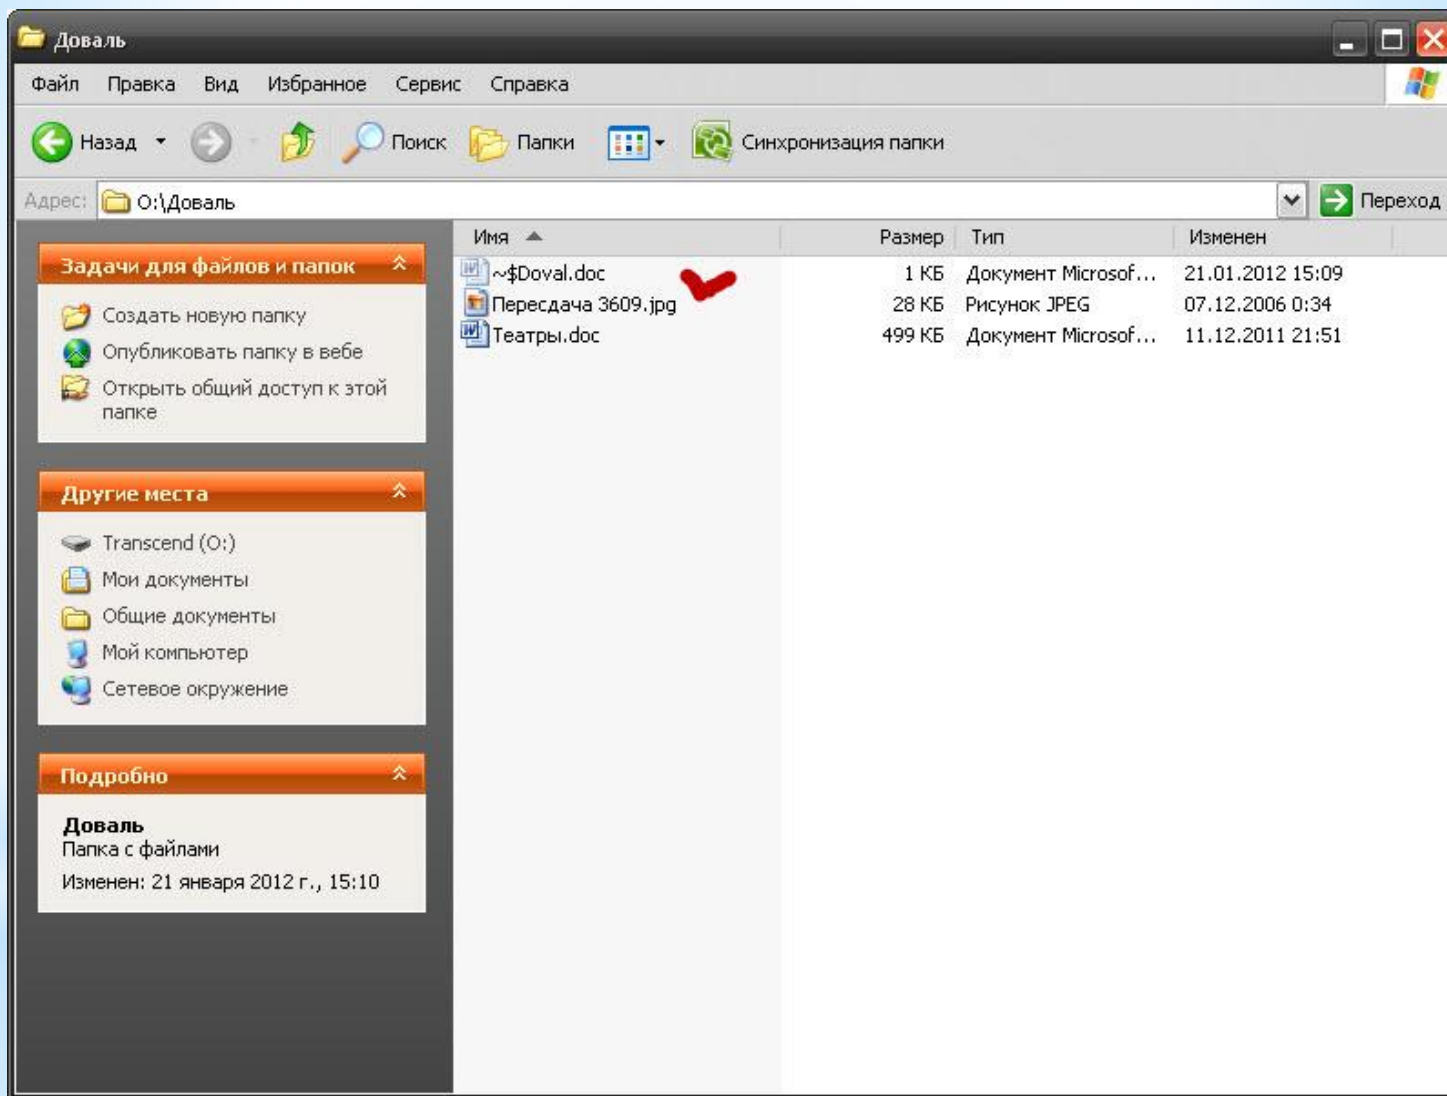 Доваль
Файл Правка Вид Избранное Сервис Справка
Назад Поиск Папки Синхронизация папки
Адрес: O:\Доваль Переход
Задачи для файлов и папок
Создать новую папку
Опубликовать папку в вебе
Открыть общий доступ к этой
папке
Другие места
Transcend (O:)
Мои документы
Общие документы
Мой компьютер
Сетевое окружение
Подробно
Доваль
Папка с файлами
Изменен: 21 января 2012 г., 15:10
Имя Размер Тип Изменен
~$Doval.doc 1 КБ Документ Microsof... 21.01.2012 15:09
Пересдача 3609.jpg 28 КБ Рисунок JPEG 07.12.2006 0:34
Театры.doc 499 КБ Документ Microsof... 11.12.2011 21:51